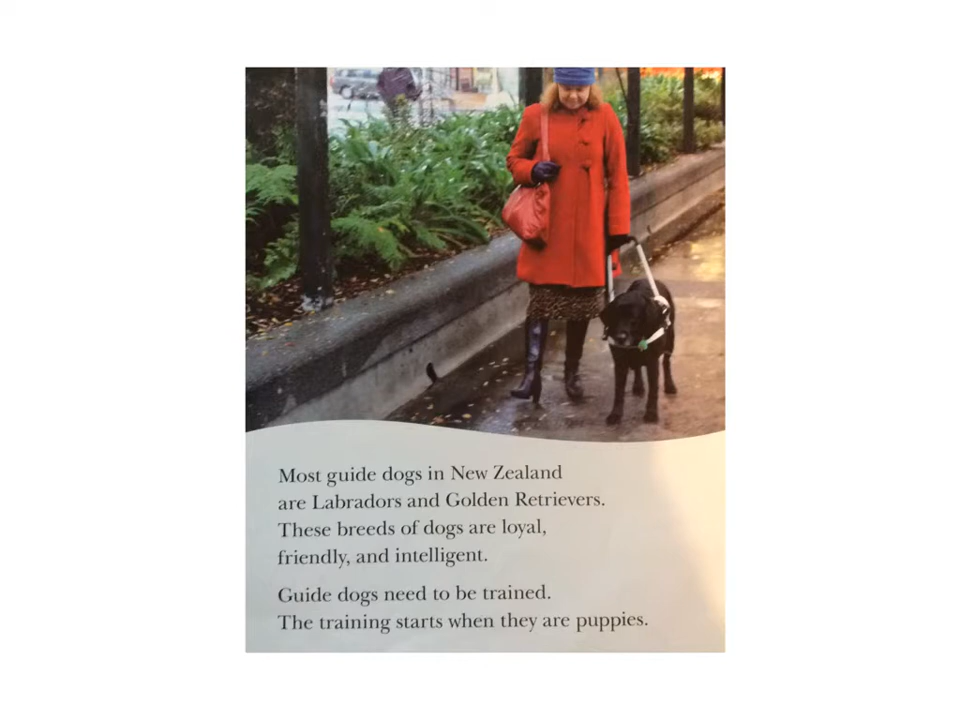 Most guide dogs in New Zealand
are Labradors and Golden Retrievers.
These breeds of dogs are loyal,
friendly, and intelligent.
Guide dogs need to be trained.
The training starts when they are puppies.